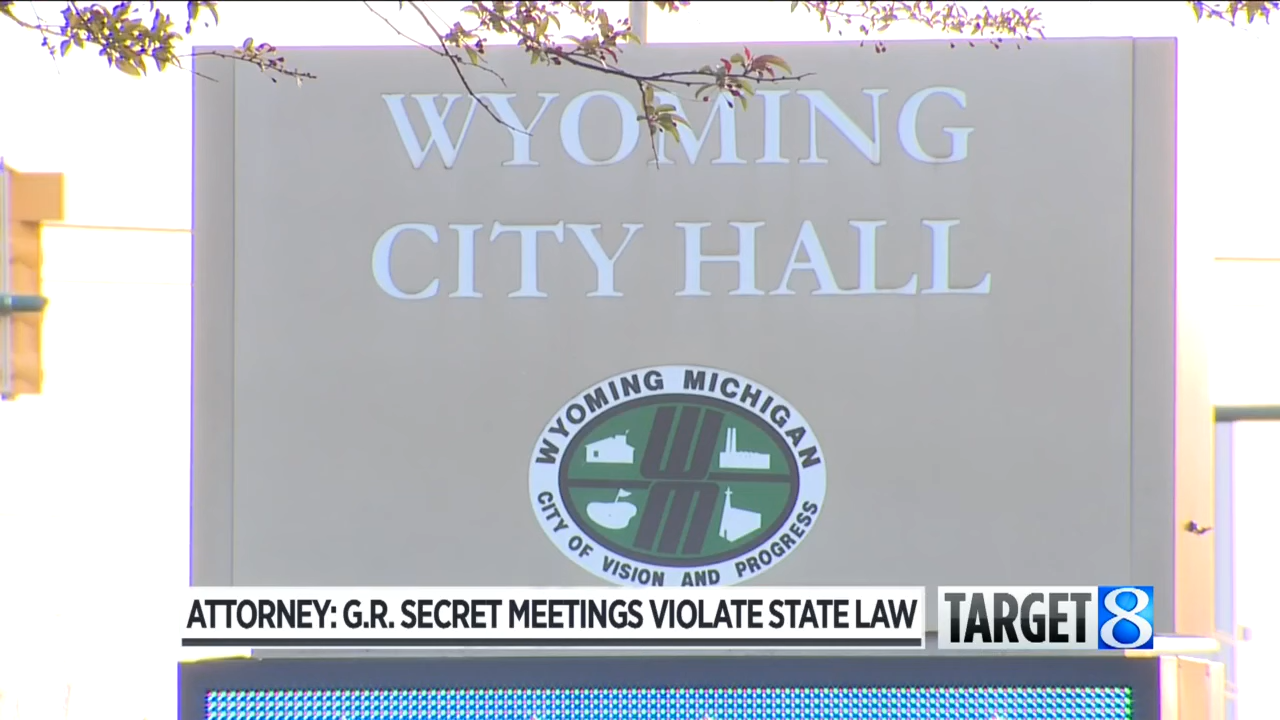 WYOMING
CITY HALL
WYOMING MICHIGAN
CITY OF VISION AND PROGRESS
ATTORNEY: G.R. SECRET MEETINGS VIOLATE STATE LAW
TARGET 8